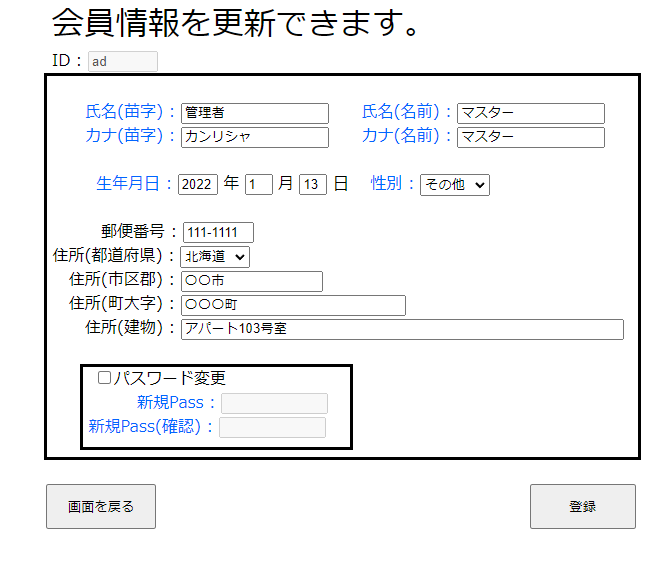 会員情報を更新できます。
ID：ad
氏名(苗字)：管理者 氏名(名前)：マスター
カナ(苗字)：カンリシャ カナ(名前)：マスター
生年月日：2022 年 1 月 13 日 性別：その他
郵便番号：111-1111
住所(都道府県)：北海道
住所(市区郡)：〇〇市
住所(町大字)：〇〇〇町
住所(建物)：アパート103号室
パスワード変更
新規Pass：
新規Pass(確認)：
画面を戻る 登録